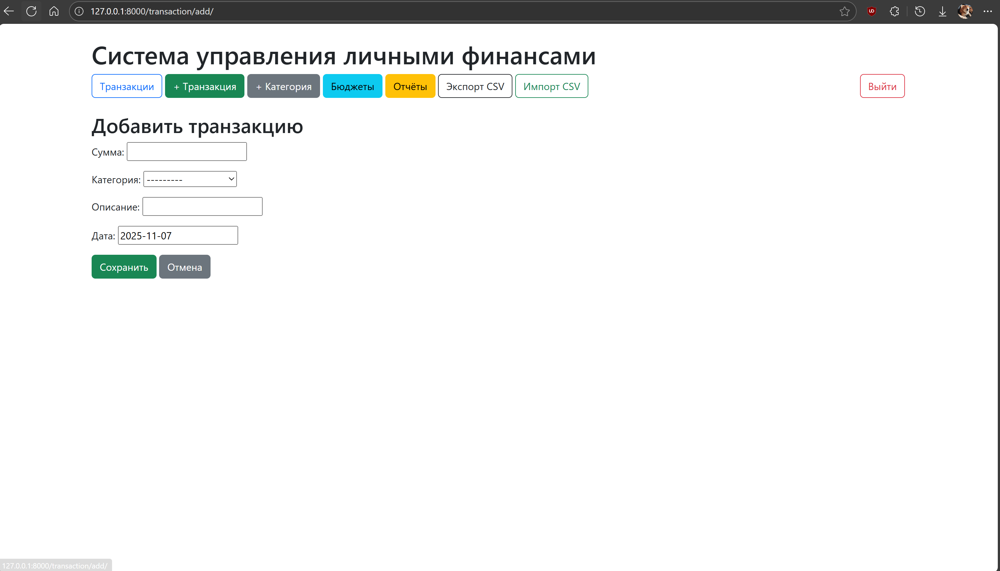 127.0.0.1:8000/transaction/add/
Система управления личными финансами
Транзакции + Транзакция + Категория Бюджеты Отчёты Экспорт CSV Импорт CSV Выйти
Добавить транзакцию
Сумма:
Категория: ---------
Описание:
Дата: 2025-11-07
Сохранить Отмена
127.0.0.1:8000/transaction/add/